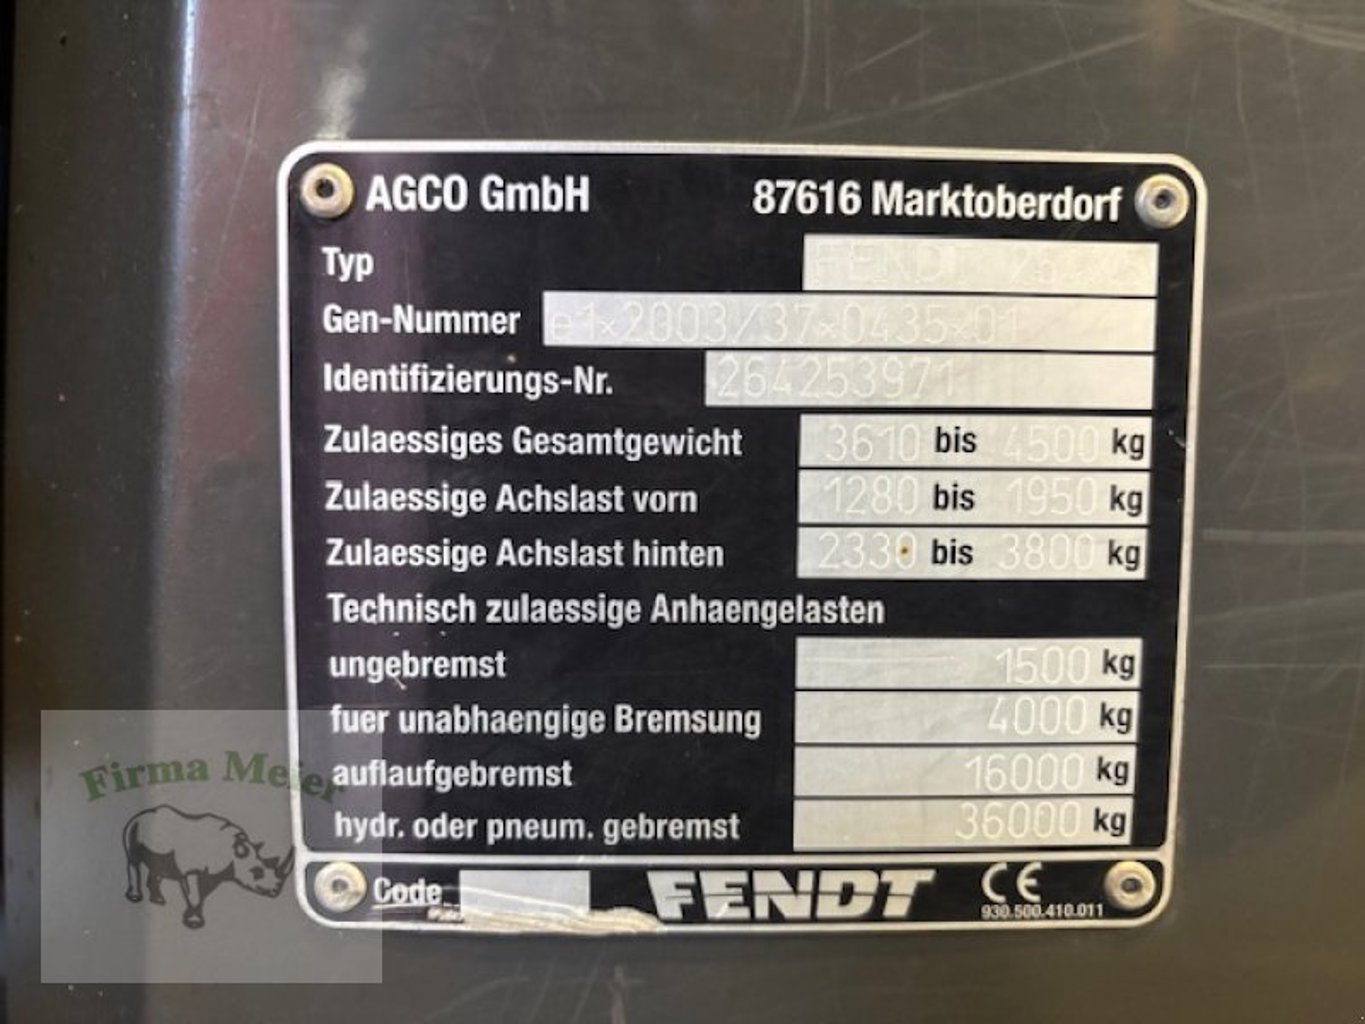 AGCO GmbH 87616 Marktoberdorf
Typ FENDT
Gen-Nummer e1×2003/37×0435×01
Identifizierungs-Nr. 264253971
Zulaessiges Gesamtgewicht 3610 bis 4500 kg
Zulaessige Achslast vorn 1280 bis 1950 kg
Zulaessige Achslast hinten 2330 bis 3800 kg
Technisch zulaessige Anhaengelasten
ungebremst 1500 kg
fuer unabhaengige Bremsung 4000 kg
auflaufgebremst 16000 kg
hydr. oder pneum. gebremst 36000 kg
Code FENDT CE
930.500.410.011
Firma Meier